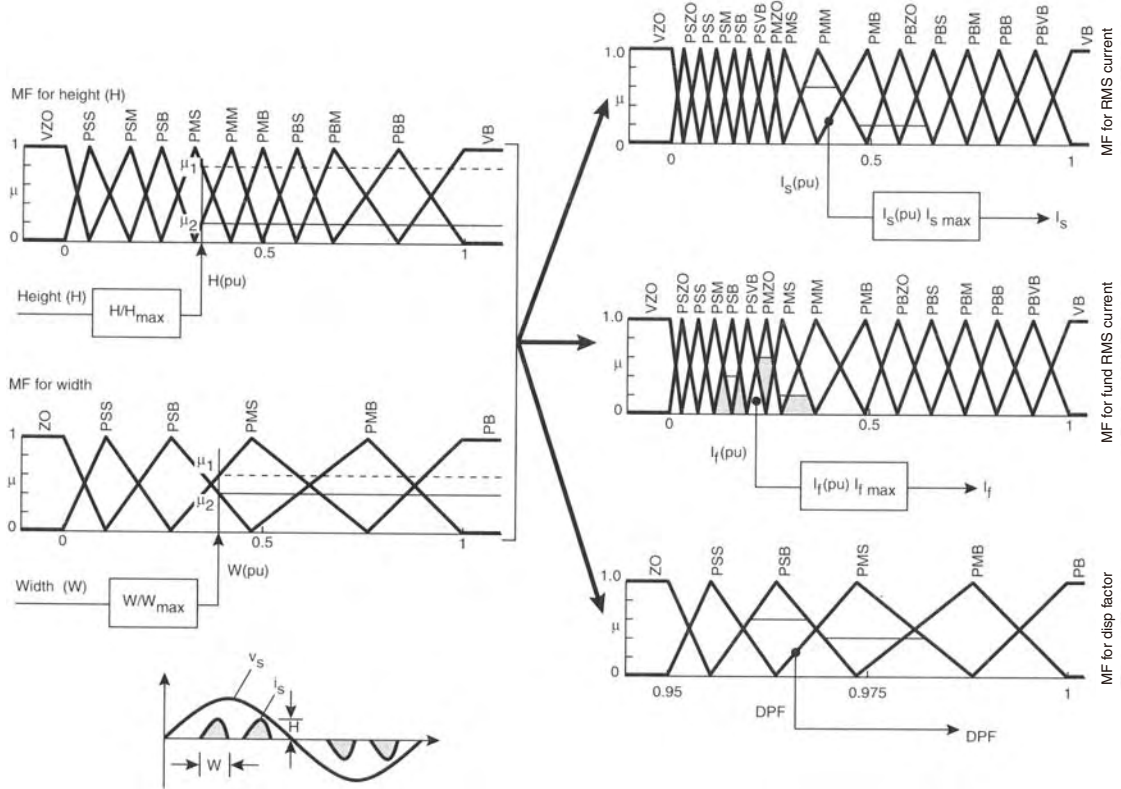 MF for height (H)
VZO PSS PSM PSB PMS PMM PMB PBS PBM PBB VB
1
μ
0
μ1
μ2
0 0.5 1
H(pu)
Height (H)
H/Hmax
MF for width
ZO PSS PSB PMS PMB PB
1
μ
0
μ1
μ2
0 0.5 1
W(pu)
Width (W)
W/Wmax
vs
is
H
W
VZO PSZO PSS PSM PSB PSVB PMZO PMS PMM PMB PBZO PBS PBM PBB PBVB VB
1.0
μ
0
0 0.5 1
MF for RMS current
Is(pu)
Is(pu) Is max
Is
VZO PSZO PSS PSM PSB PSVB PMZO PMS PMM PMB PBZO PBS PBM PBB PBVB VB
1.0
μ
0
0 0.5 1
MF for fund RMS current
If(pu)
If(pu) If max
If
ZO PSS PSB PMS PMB PB
1.0
μ
0
0.95 0.975 1
MF for disp factor
DPF
DPF